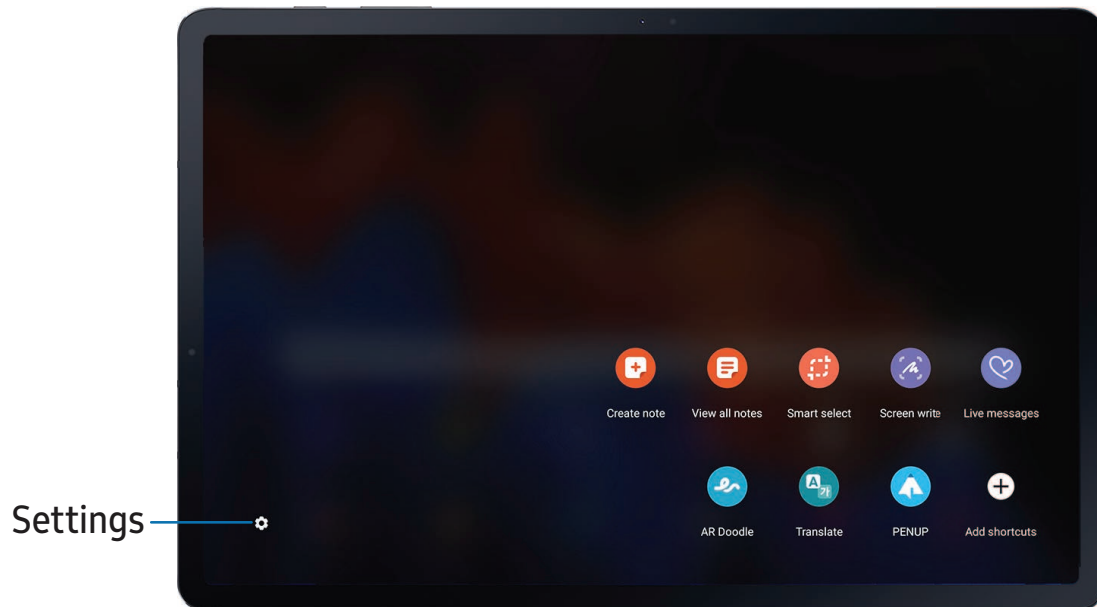 Create note View all notes Smart select Screen write Live messages
Settings
AR Doodle Translate PENUP Add shortcuts